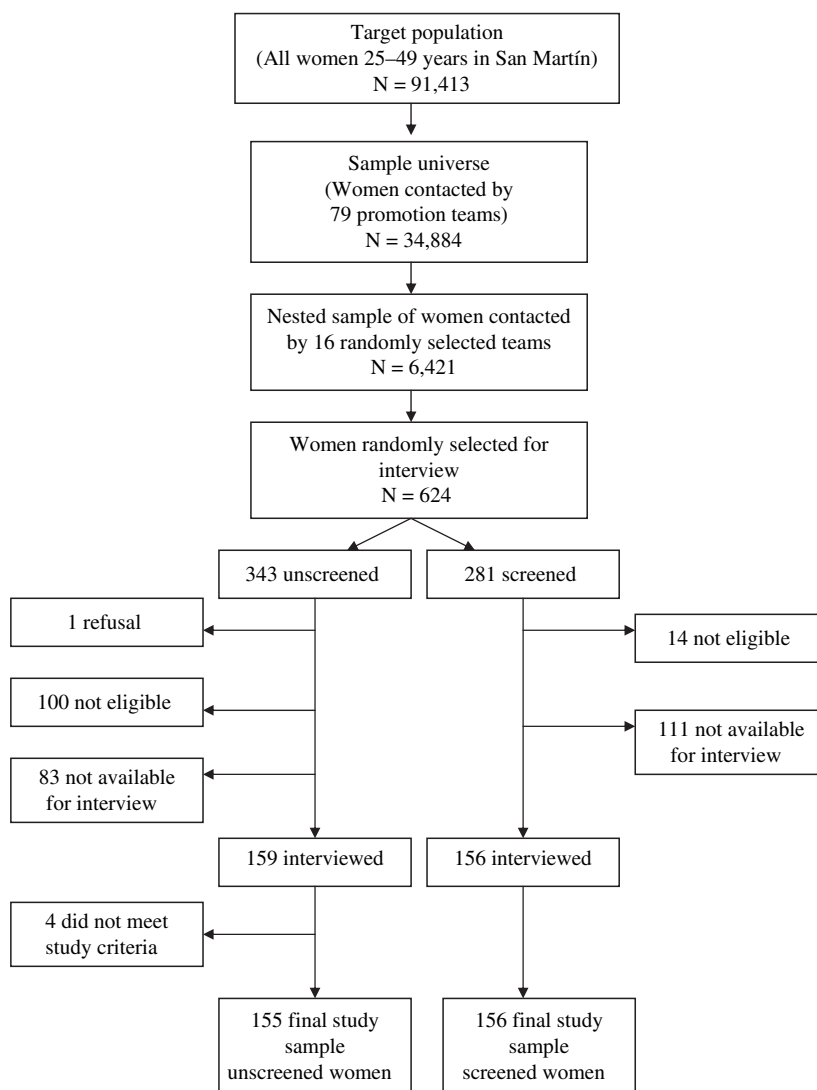 Target population
(All women 25–49 years in San Martín)
N = 91,413
Sample universe
(Women contacted by
79 promotion teams)
N = 34,884
Nested sample of women contacted
by 16 randomly selected teams
N = 6,421
Women randomly selected for
interview
N = 624
343 unscreened
281 screened
1 refusal
14 not eligible
100 not eligible
111 not available
for interview
83 not available
for interview
159 interviewed
156 interviewed
4 did not meet
study criteria
155 final study
sample
unscreened women
156 final study
sample
screened women